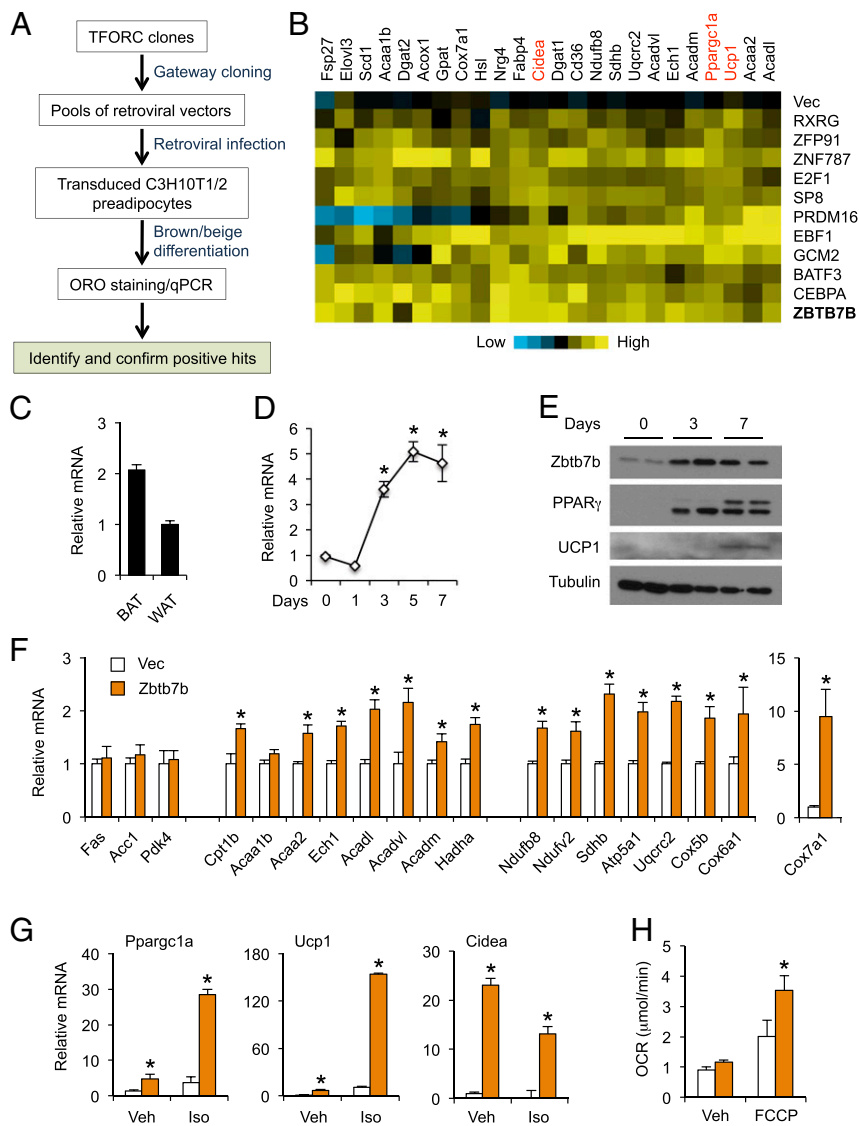 A
TFORC clones
Gateway cloning
Pools of retroviral vectors
Retroviral infection
Transduced C3H10T1/2
preadipocytes
Brown/beige
differentiation
ORO staining/qPCR
Identify and confirm positive hits
B
Fsp27
Elovl3
Scd1
Acaa1b
Dgat2
Acox1
Gpat
Cox7a1
Hsl
Nrg4
Fabp4
Cidea
Dgat1
Cd36
Ndufb8
Sdhb
Uqcrc2
Acadvl
Ech1
Acadm
Ppargc1a
Ucp1
Acaa2
Acadl
Vec
RXRG
ZFP91
ZNF787
E2F1
SP8
PRDM16
EBF1
GCM2
BATF3
CEBPA
ZBTB7B
Low
High
C
Relative mRNA
3
2
1
0
BAT
WAT
D
Relative mRNA
6
5
4
3
2
1
0
* * *
Days 0 1 3 5 7
E
Days 0 3 7
Zbtb7b
PPARγ
UCP1
Tubulin
F
Relative mRNA
3
2
1
0
Vec
Zbtb7b
* * * * * * * * * * * * * *
Fas
Acc1
Pdk4
Cpt1b
Acaa1b
Acaa2
Ech1
Acadl
Acadvl
Acadm
Hadha
Ndufb8
Ndufv2
Sdhb
Atp5a1
Uqcrc2
Cox5b
Cox6a1
15
10
5
0
*
Cox7a1
G
Relative mRNA
Ppargc1a
40
30
20
10
0
* *
Veh Iso
Ucp1
180
120
60
0
* *
Veh Iso
Cidea
30
20
10
0
* *
Veh Iso
H
OCR (μmol/min)
5
4
3
2
1
0
*
Veh FCCP